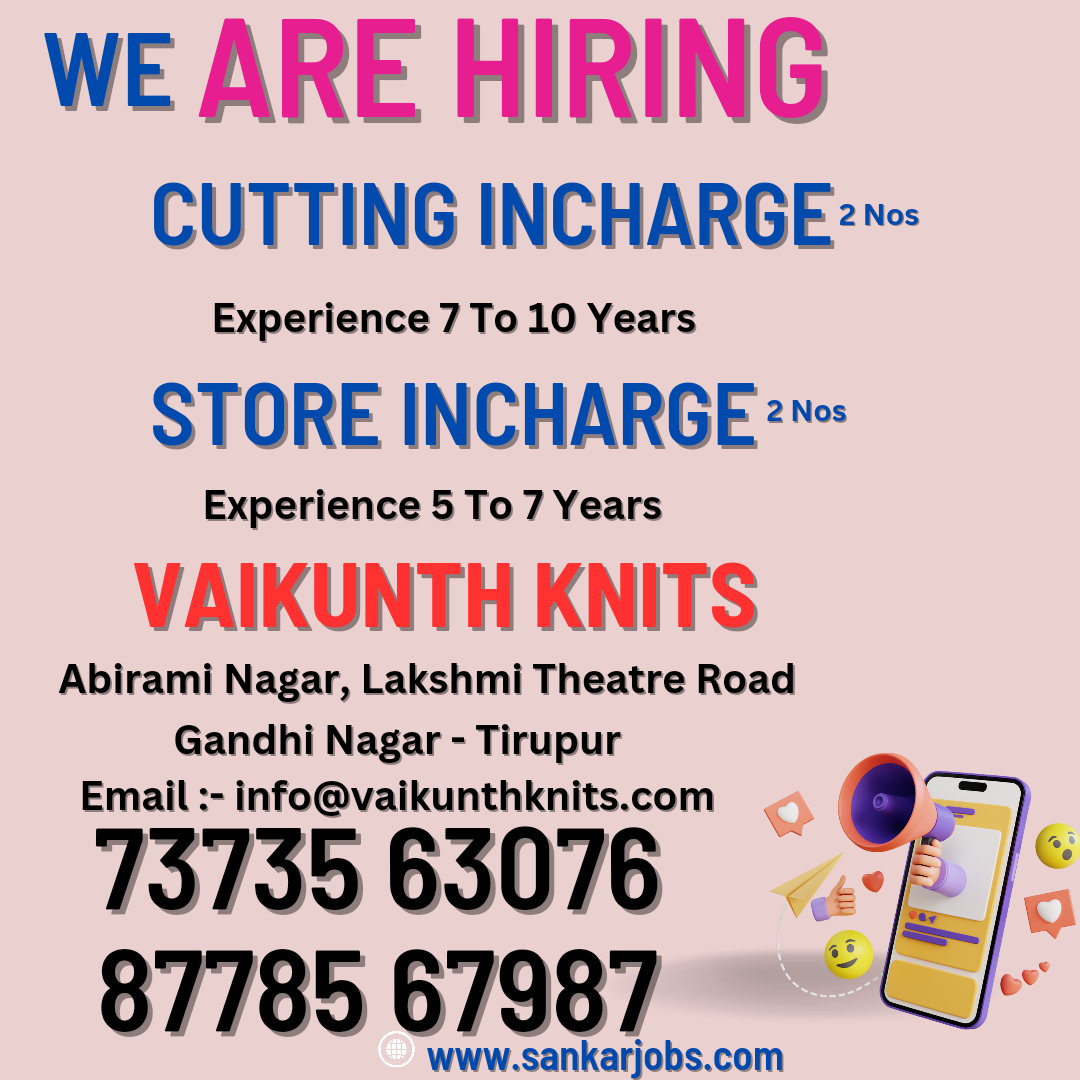 WE ARE HIRING
CUTTING INCHARGE 2 Nos
Experience 7 To 10 Years
STORE INCHARGE 2 Nos
Experience 5 To 7 Years
VAIKUNTH KNITS
Abirami Nagar, Lakshmi Theatre Road
Gandhi Nagar - Tirupur
Email :- info@vaikunthknits.com
73735 63076
87785 67987
www.sankarjobs.com